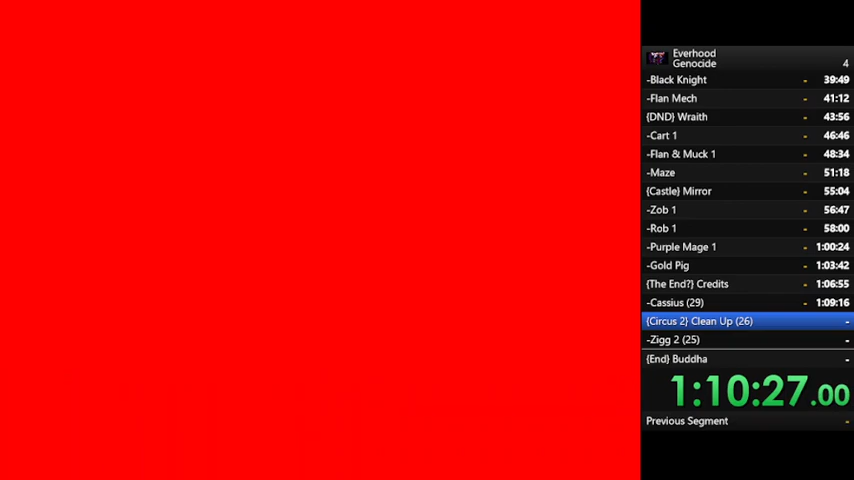 Everhood
Genocide 4
-Black Knight - 39:49
-Flan Mech - 41:12
{DND} Wraith - 43:56
-Cart 1 - 46:46
-Flan & Muck 1 - 48:34
-Maze - 51:18
{Castle} Mirror - 55:04
-Zob 1 - 56:47
-Rob 1 - 58:00
-Purple Mage 1 - 1:00:24
-Gold Pig - 1:03:42
{The End?} Credits - 1:06:55
-Cassius (29) - 1:09:16
{Circus 2} Clean Up (26) -
-Zigg 2 (25) -
{End} Buddha -
1:10:27.00
Previous Segment -